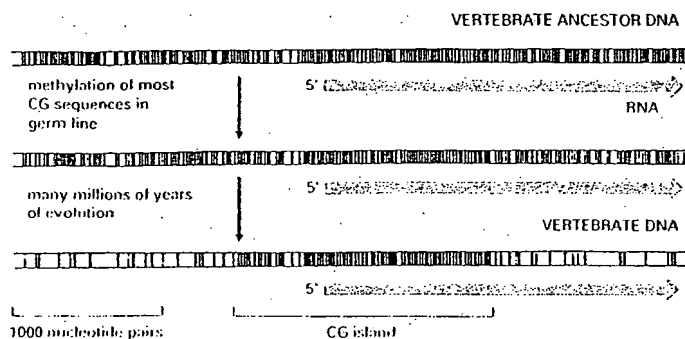 VERTEBRATE ANCESTOR DNA
methylation of most
CG sequences in
germ line
5'
RNA
many millions of years
of evolution
5'
VERTEBRATE DNA
5'
1000 nucleotide pairs
CG island